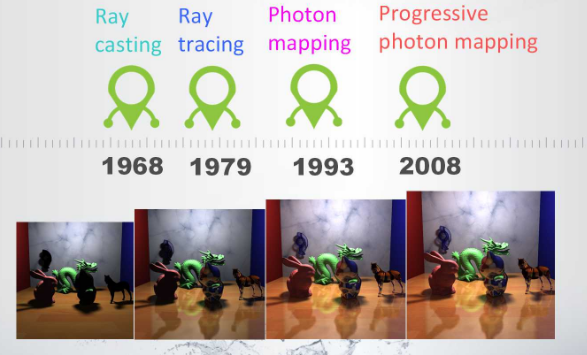 Ray
casting
Ray
tracing
Photon
mapping
Progressive
photon mapping
1968
1979
1993
2008